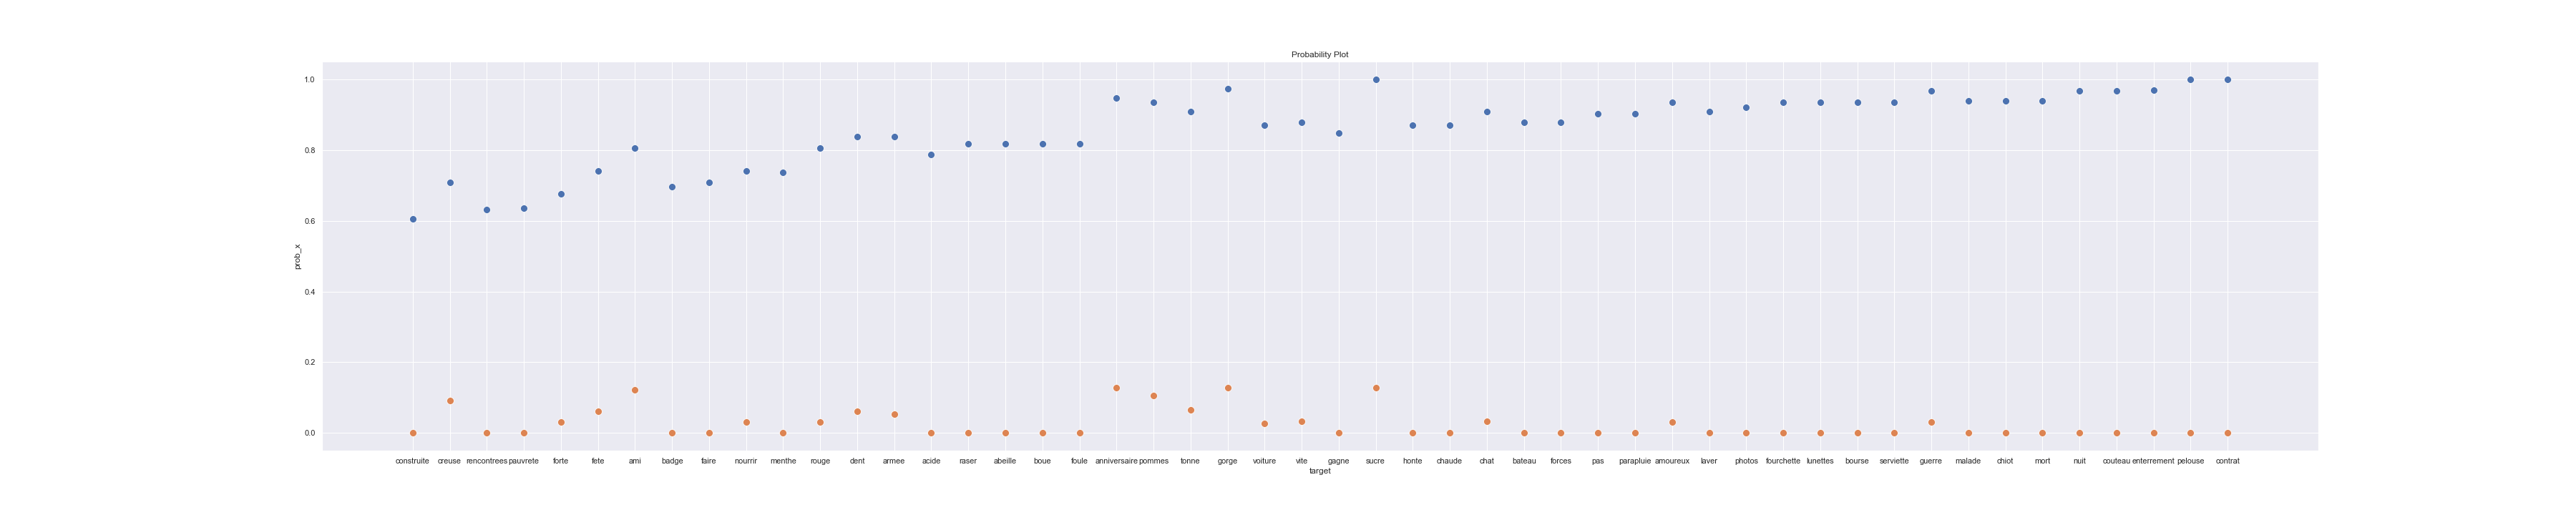 Probability Plot
1.0
0.8
0.6
0.4
0.2
0.0
prob_x
construite creuse rencontrees pauvrete forte fete ami badge faire nourrir menthe rouge dent armee acide raser abeille boue foule anniversaire pommes tonne gorge voiture vite gagne sucre honte chaude chat bateau forces pas parapluie amoureux laver photos fourchette lunettes bourse serviette guerre malade chiot mort nuit couteau enterrement pelouse contrat
target